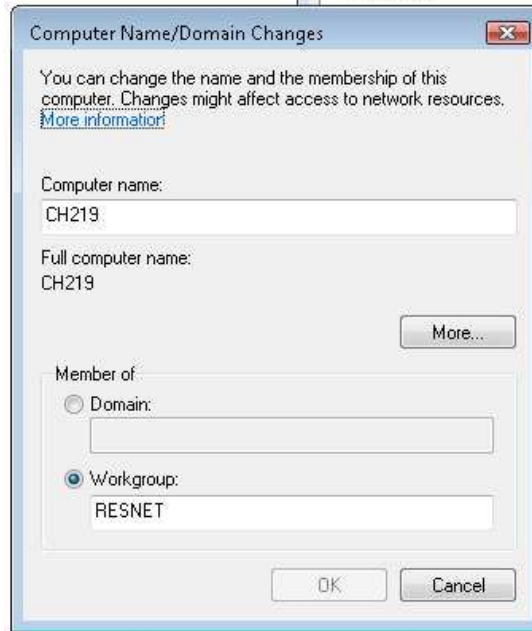 Computer Name/Domain Changes
You can change the name and the membership of this
computer. Changes might affect access to network resources.
More information
Computer name:
CH219
Full computer name:
CH219
More...
Member of
Domain:
Workgroup:
RESNET
OK
Cancel